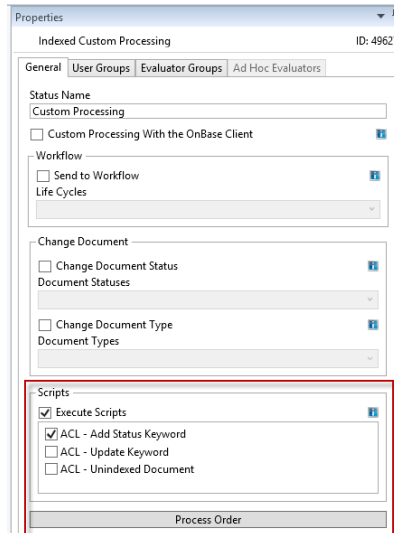 Properties
Indexed Custom Processing ID: 4962
General User Groups Evaluator Groups Ad Hoc Evaluators
Status Name
Custom Processing
Custom Processing With the OnBase Client
Workflow
Send to Workflow
Life Cycles
Change Document
Change Document Status
Document Statuses
Change Document Type
Document Types
Scripts
Execute Scripts
ACL - Add Status Keyword
ACL - Update Keyword
ACL - Unindexed Document
Process Order